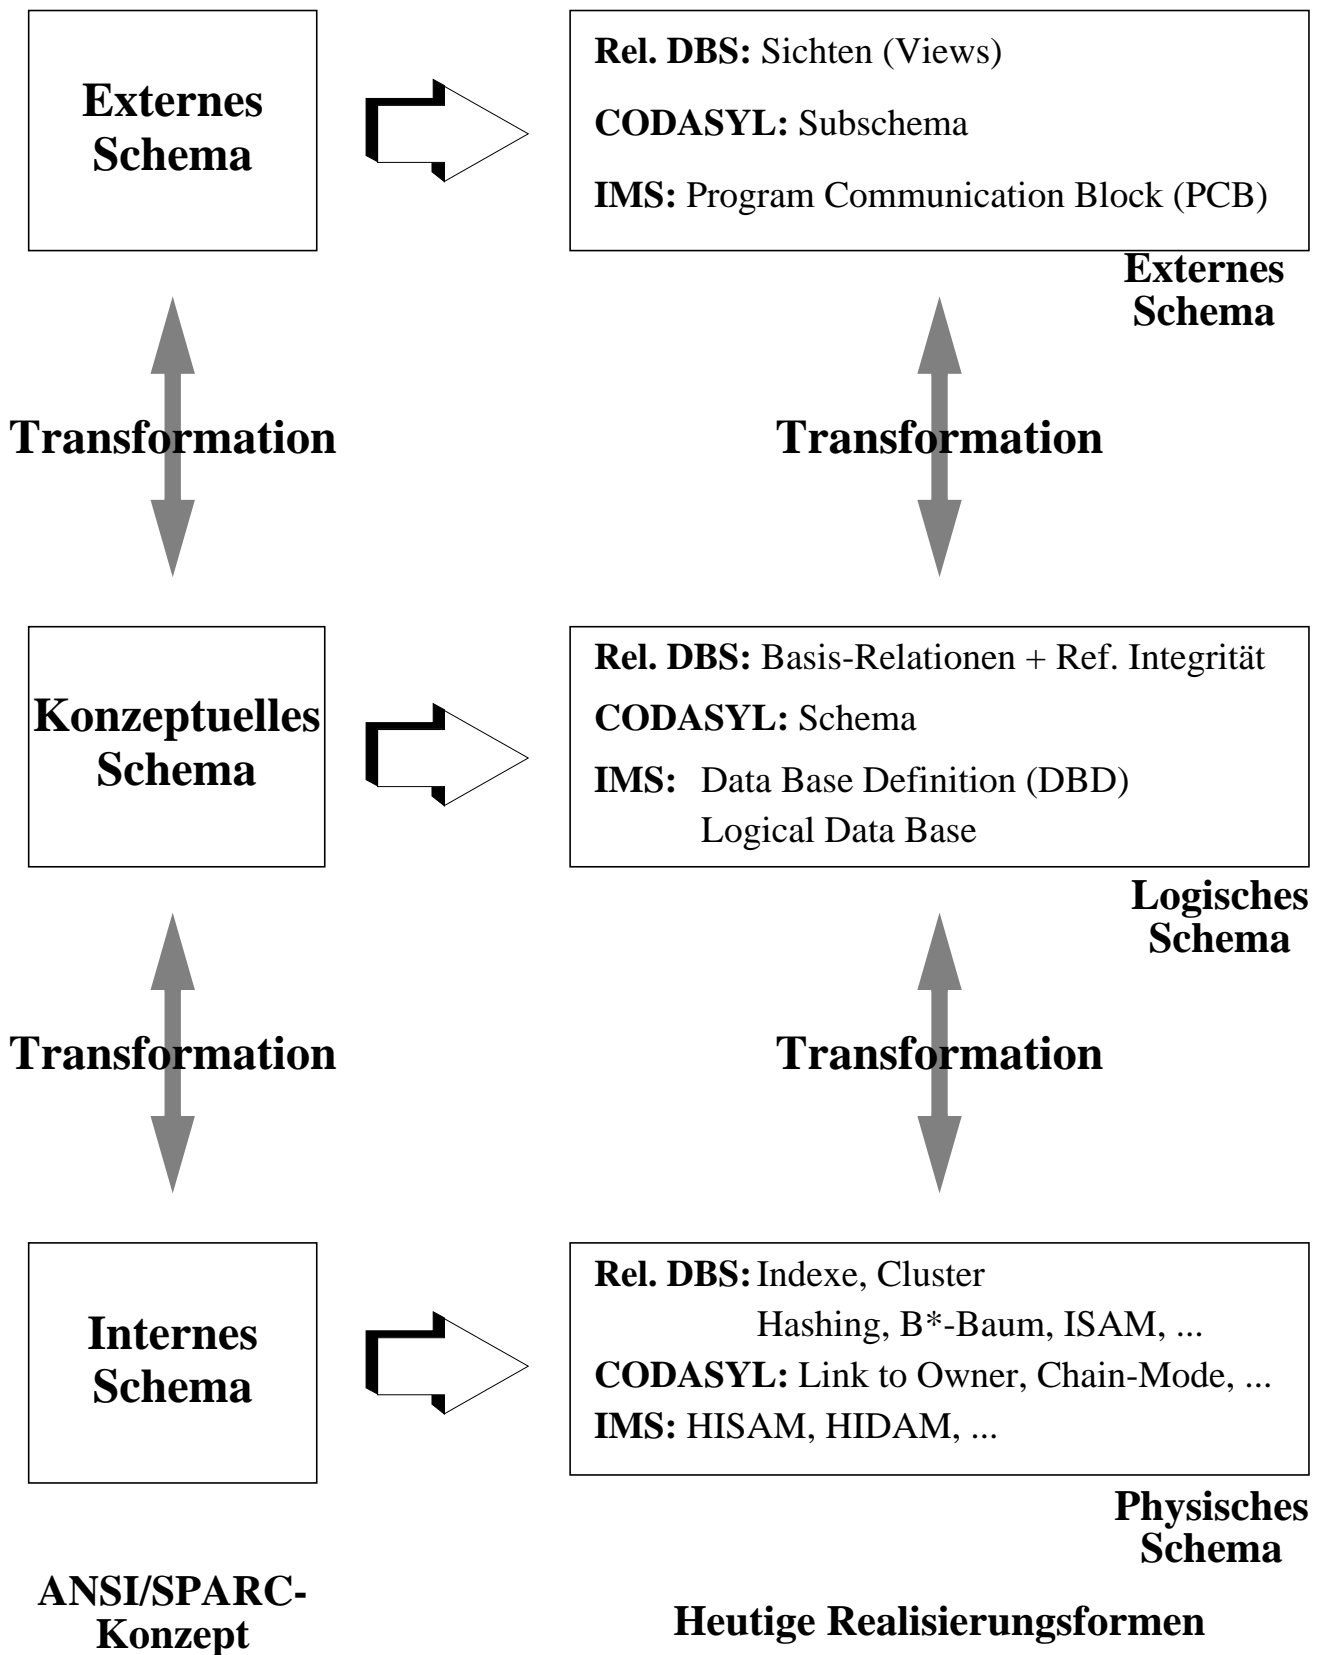 Externes
Schema
Rel. DBS: Sichten (Views)
CODASYL: Subschema
IMS: Program Communication Block (PCB)
Externes
Schema
Transformation
Transformation
Konzeptuelles
Schema
Rel. DBS: Basis-Relationen + Ref. Integrität
CODASYL: Schema
IMS: Data Base Definition (DBD)
Logical Data Base
Logisches
Schema
Transformation
Transformation
Internes
Schema
Rel. DBS: Indexe, Cluster
Hashing, B*-Baum, ISAM, ...
CODASYL: Link to Owner, Chain-Mode, ...
IMS: HISAM, HIDAM, ...
Physisches
Schema
ANSI/SPARC-
Konzept
Heutige Realisierungsformen